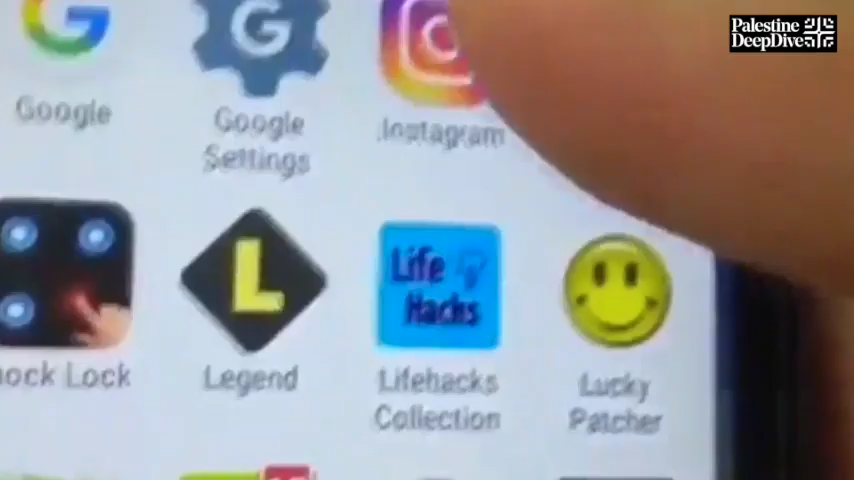 Palestine
DeepDive
G
G
Google
Google
Settings
Instagram
L
Life
Hacks
ock Lock
Legend
Lifehacks
Collection
Lucky
Patcher